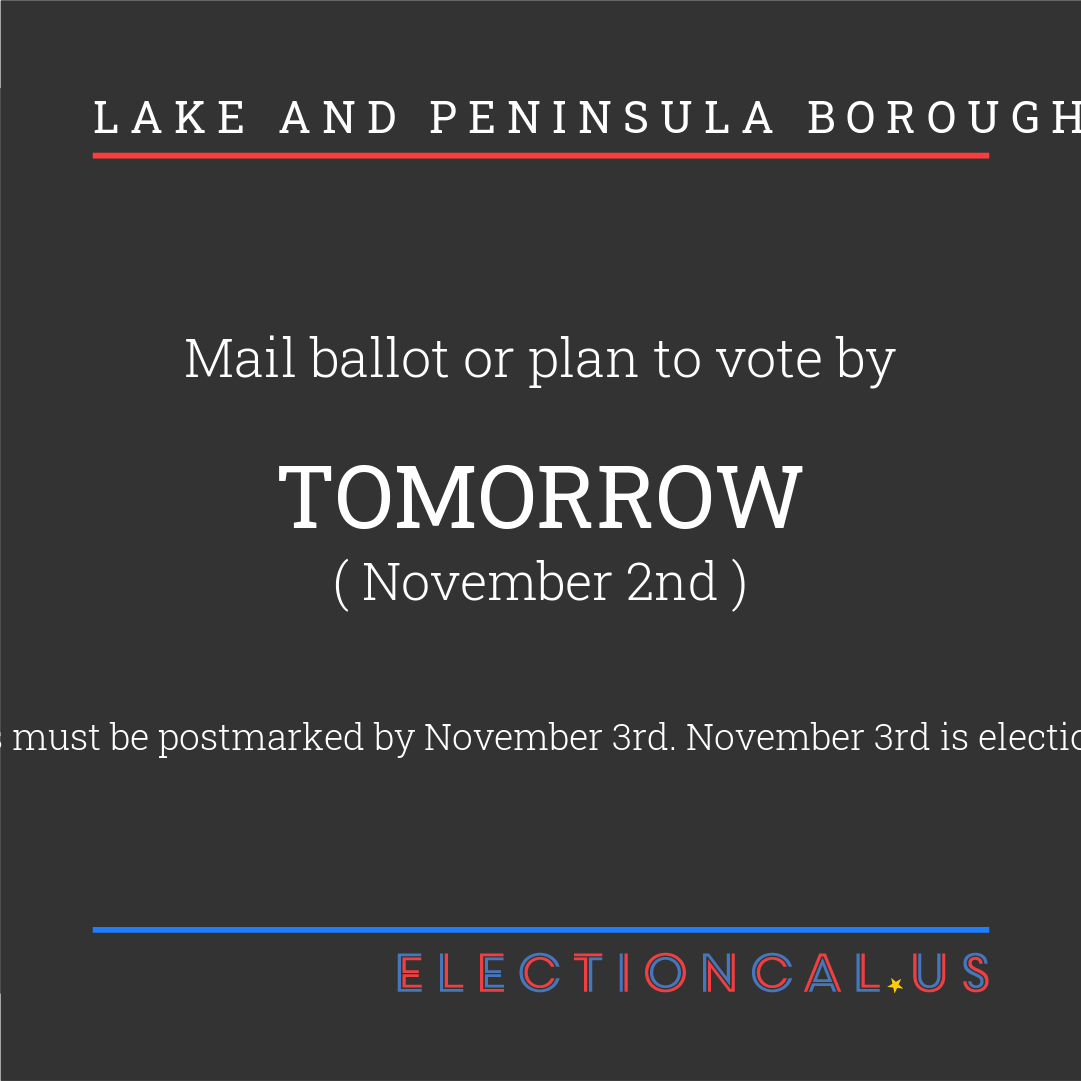 LAKE AND PENINSULA BOROUGH
Mail ballot or plan to vote by
TOMORROW
( November 2nd )
must be postmarked by November 3rd. November 3rd is
ELECTIONCAL.US